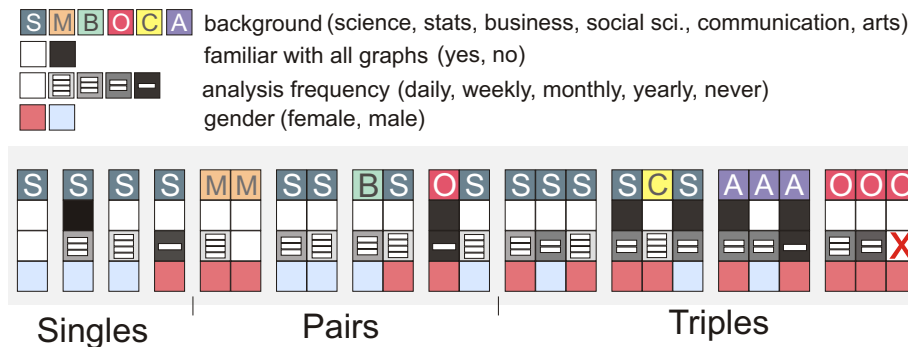 S M B O C A background (science, stats, business, social sci., communication, arts)
familiar with all graphs (yes, no)
analysis frequency (daily, weekly, monthly, yearly, never)
gender (female, male)
S S S S M M S S B S O S S S S S C S A A A O O O
X
Singles Pairs Triples